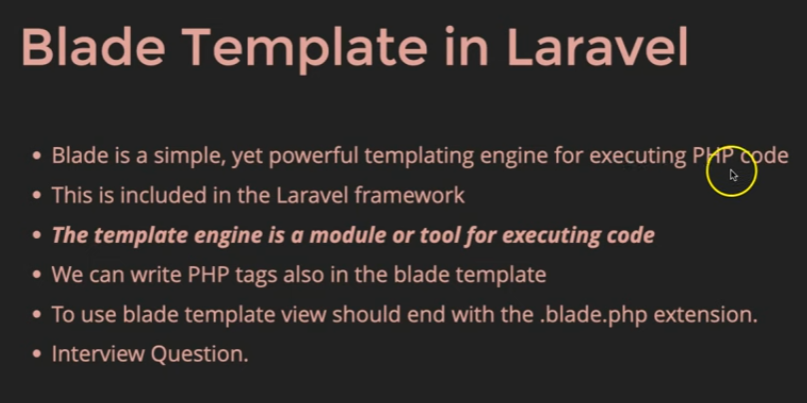 Blade Template in Laravel
• Blade is a simple, yet powerful templating engine for executing PHP code
• This is included in the Laravel framework
• The template engine is a module or tool for executing code
• We can write PHP tags also in the blade template
• To use blade template view should end with the .blade.php extension.
• Interview Question.